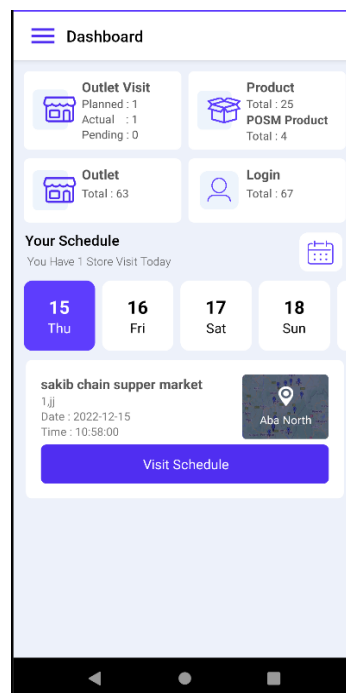 Dashboard
Outlet Visit
Planned : 1
Actual : 1
Pending : 0
Product
Total : 25
POSM Product
Total : 4
Outlet
Total : 63
Login
Total : 67
Your Schedule
You Have 1 Store Visit Today
15
Thu
16
Fri
17
Sat
18
Sun
sakib chain supper market
1,jj
Date : 2022-12-15
Time : 10:58:00
Aba North
Visit Schedule